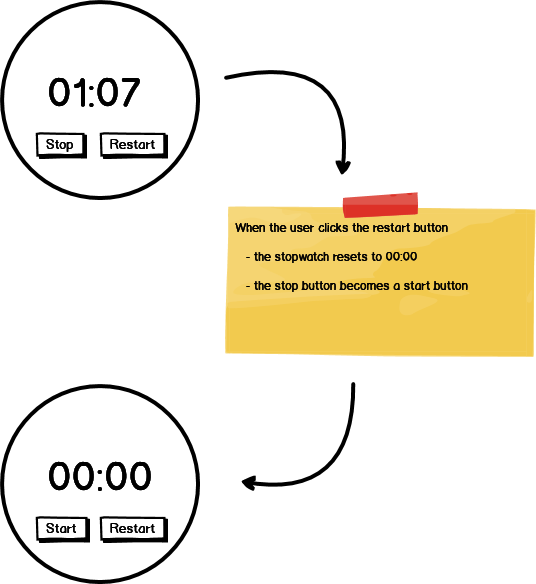 01:07
Stop Restart
When the user clicks the restart button
- the stopwatch resets to 00:00
- the stop button becomes a start button
00:00
Start Restart